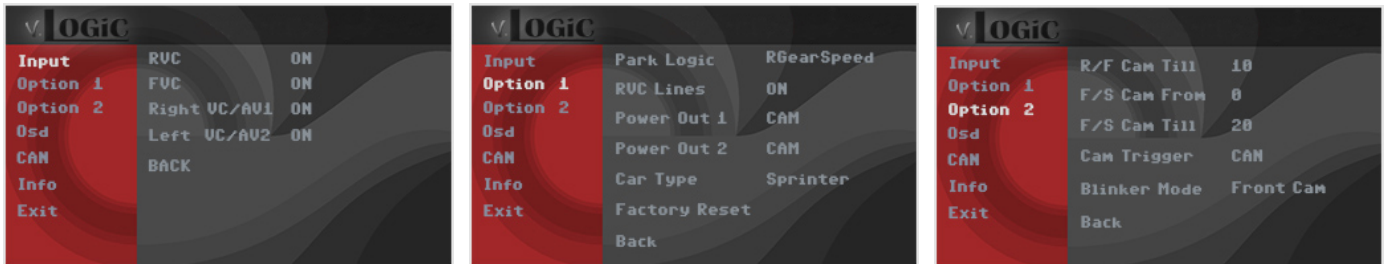 V.LOGiC
Input
Option 1
Option 2
Osd
CAN
Info
Exit
RVC ON
FVC ON
Right VC/AV1 ON
Left VC/AV2 ON
BACK
V.LOGiC
Input
Option 1
Option 2
Osd
CAN
Info
Exit
Park Logic RGearSpeed
RVC Lines ON
Power Out 1 CAM
Power Out 2 CAM
Car Type Sprinter
Factory Reset
Back
V.LOGiC
Input
Option 1
Option 2
Osd
CAN
Info
Exit
R/F Cam Till 10
F/S Cam From 0
F/S Cam Till 20
Cam Trigger CAN
Blinker Mode Front Cam
Back